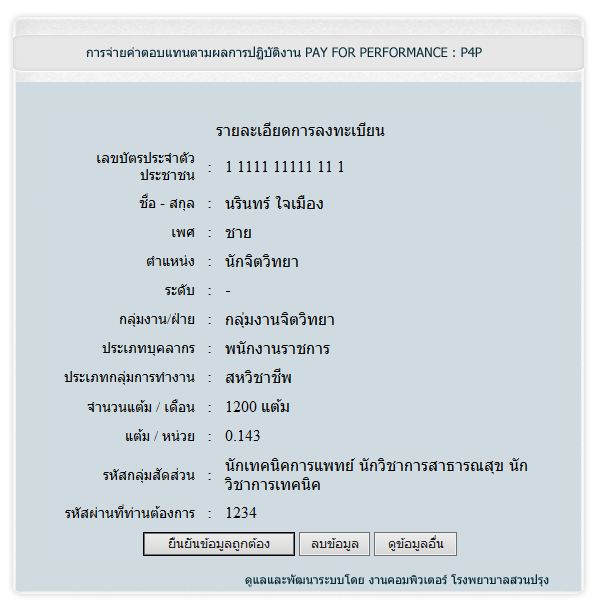 การจ่ายค่าตอบแทนตามผลการปฏิบัติงาน PAY FOR PERFORMANCE : P4P
รายละเอียดการลงทะเบียน
เลขบัตรประจำตัว
ประชาชน : 1 1111 11111 11 1
ชื่อ - สกุล : นรินทร์ ใจเมือง
เพศ : ชาย
ตำแหน่ง : นักจิตวิทยา
ระดับ : -
กลุ่มงาน/ฝ่าย : กลุ่มงานจิตวิทยา
ประเภทบุคลากร : พนักงานราชการ
ประเภทกลุ่มการทำงาน : สหวิชาชีพ
จำนวนแต้ม / เดือน : 1200 แต้ม
แต้ม / หน่วย : 0.143
รหัสกลุ่มสัดส่วน : นักเทคนิคการแพทย์ นักวิชาการสาธารณสุข นัก
วิชาการเทคนิค
รหัสผ่านที่ท่านต้องการ : 1234
ยืนยันข้อมูลถูกต้อง ลบข้อมูล ดูข้อมูลอื่น
ดูแลและพัฒนาระบบโดย งานคอมพิวเตอร์ โรงพยาบาลสวนปรุง